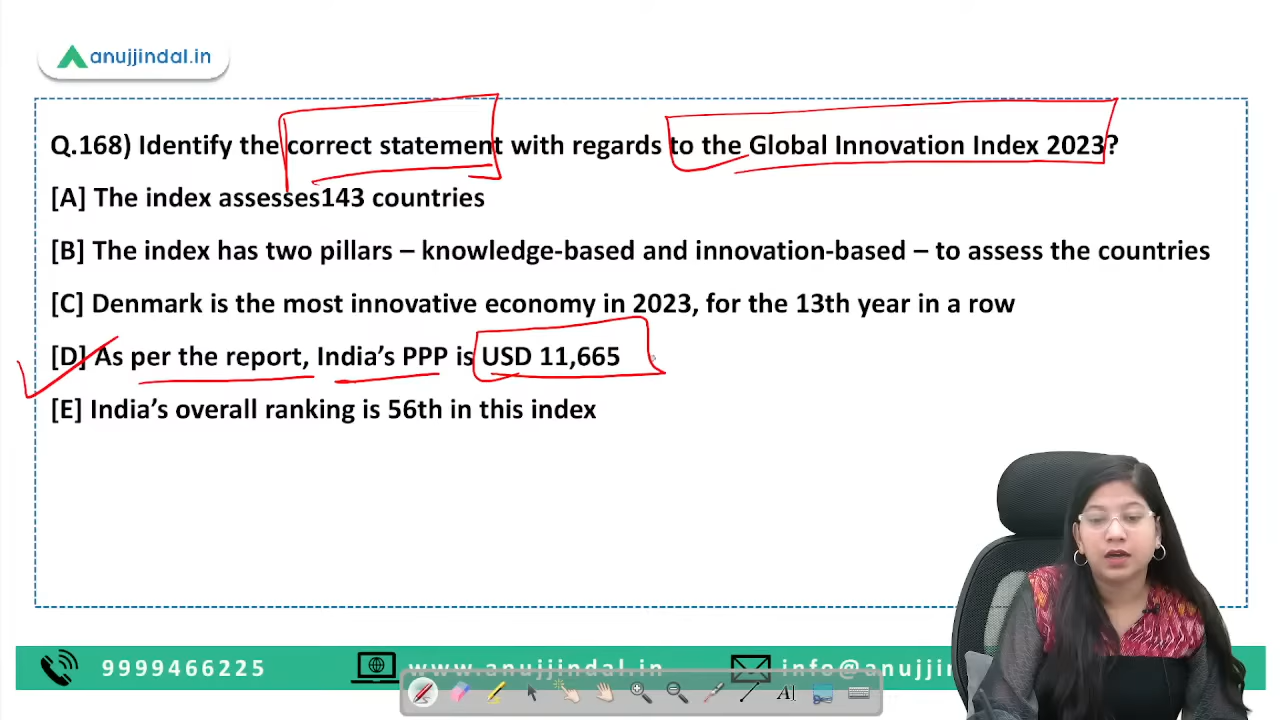 anujjindal.in
Q.168) Identify the correct statement with regards to the Global Innovation Index 2023?
[A] The index assesses143 countries
[B] The index has two pillars – knowledge-based and innovation-based – to assess the countries
[C] Denmark is the most innovative economy in 2023, for the 13th year in a row
[D] As per the report, India’s PPP is USD 11,665
[E] India’s overall ranking is 56th in this index
9999466225 www.anujjindal.in info@anujjin
A